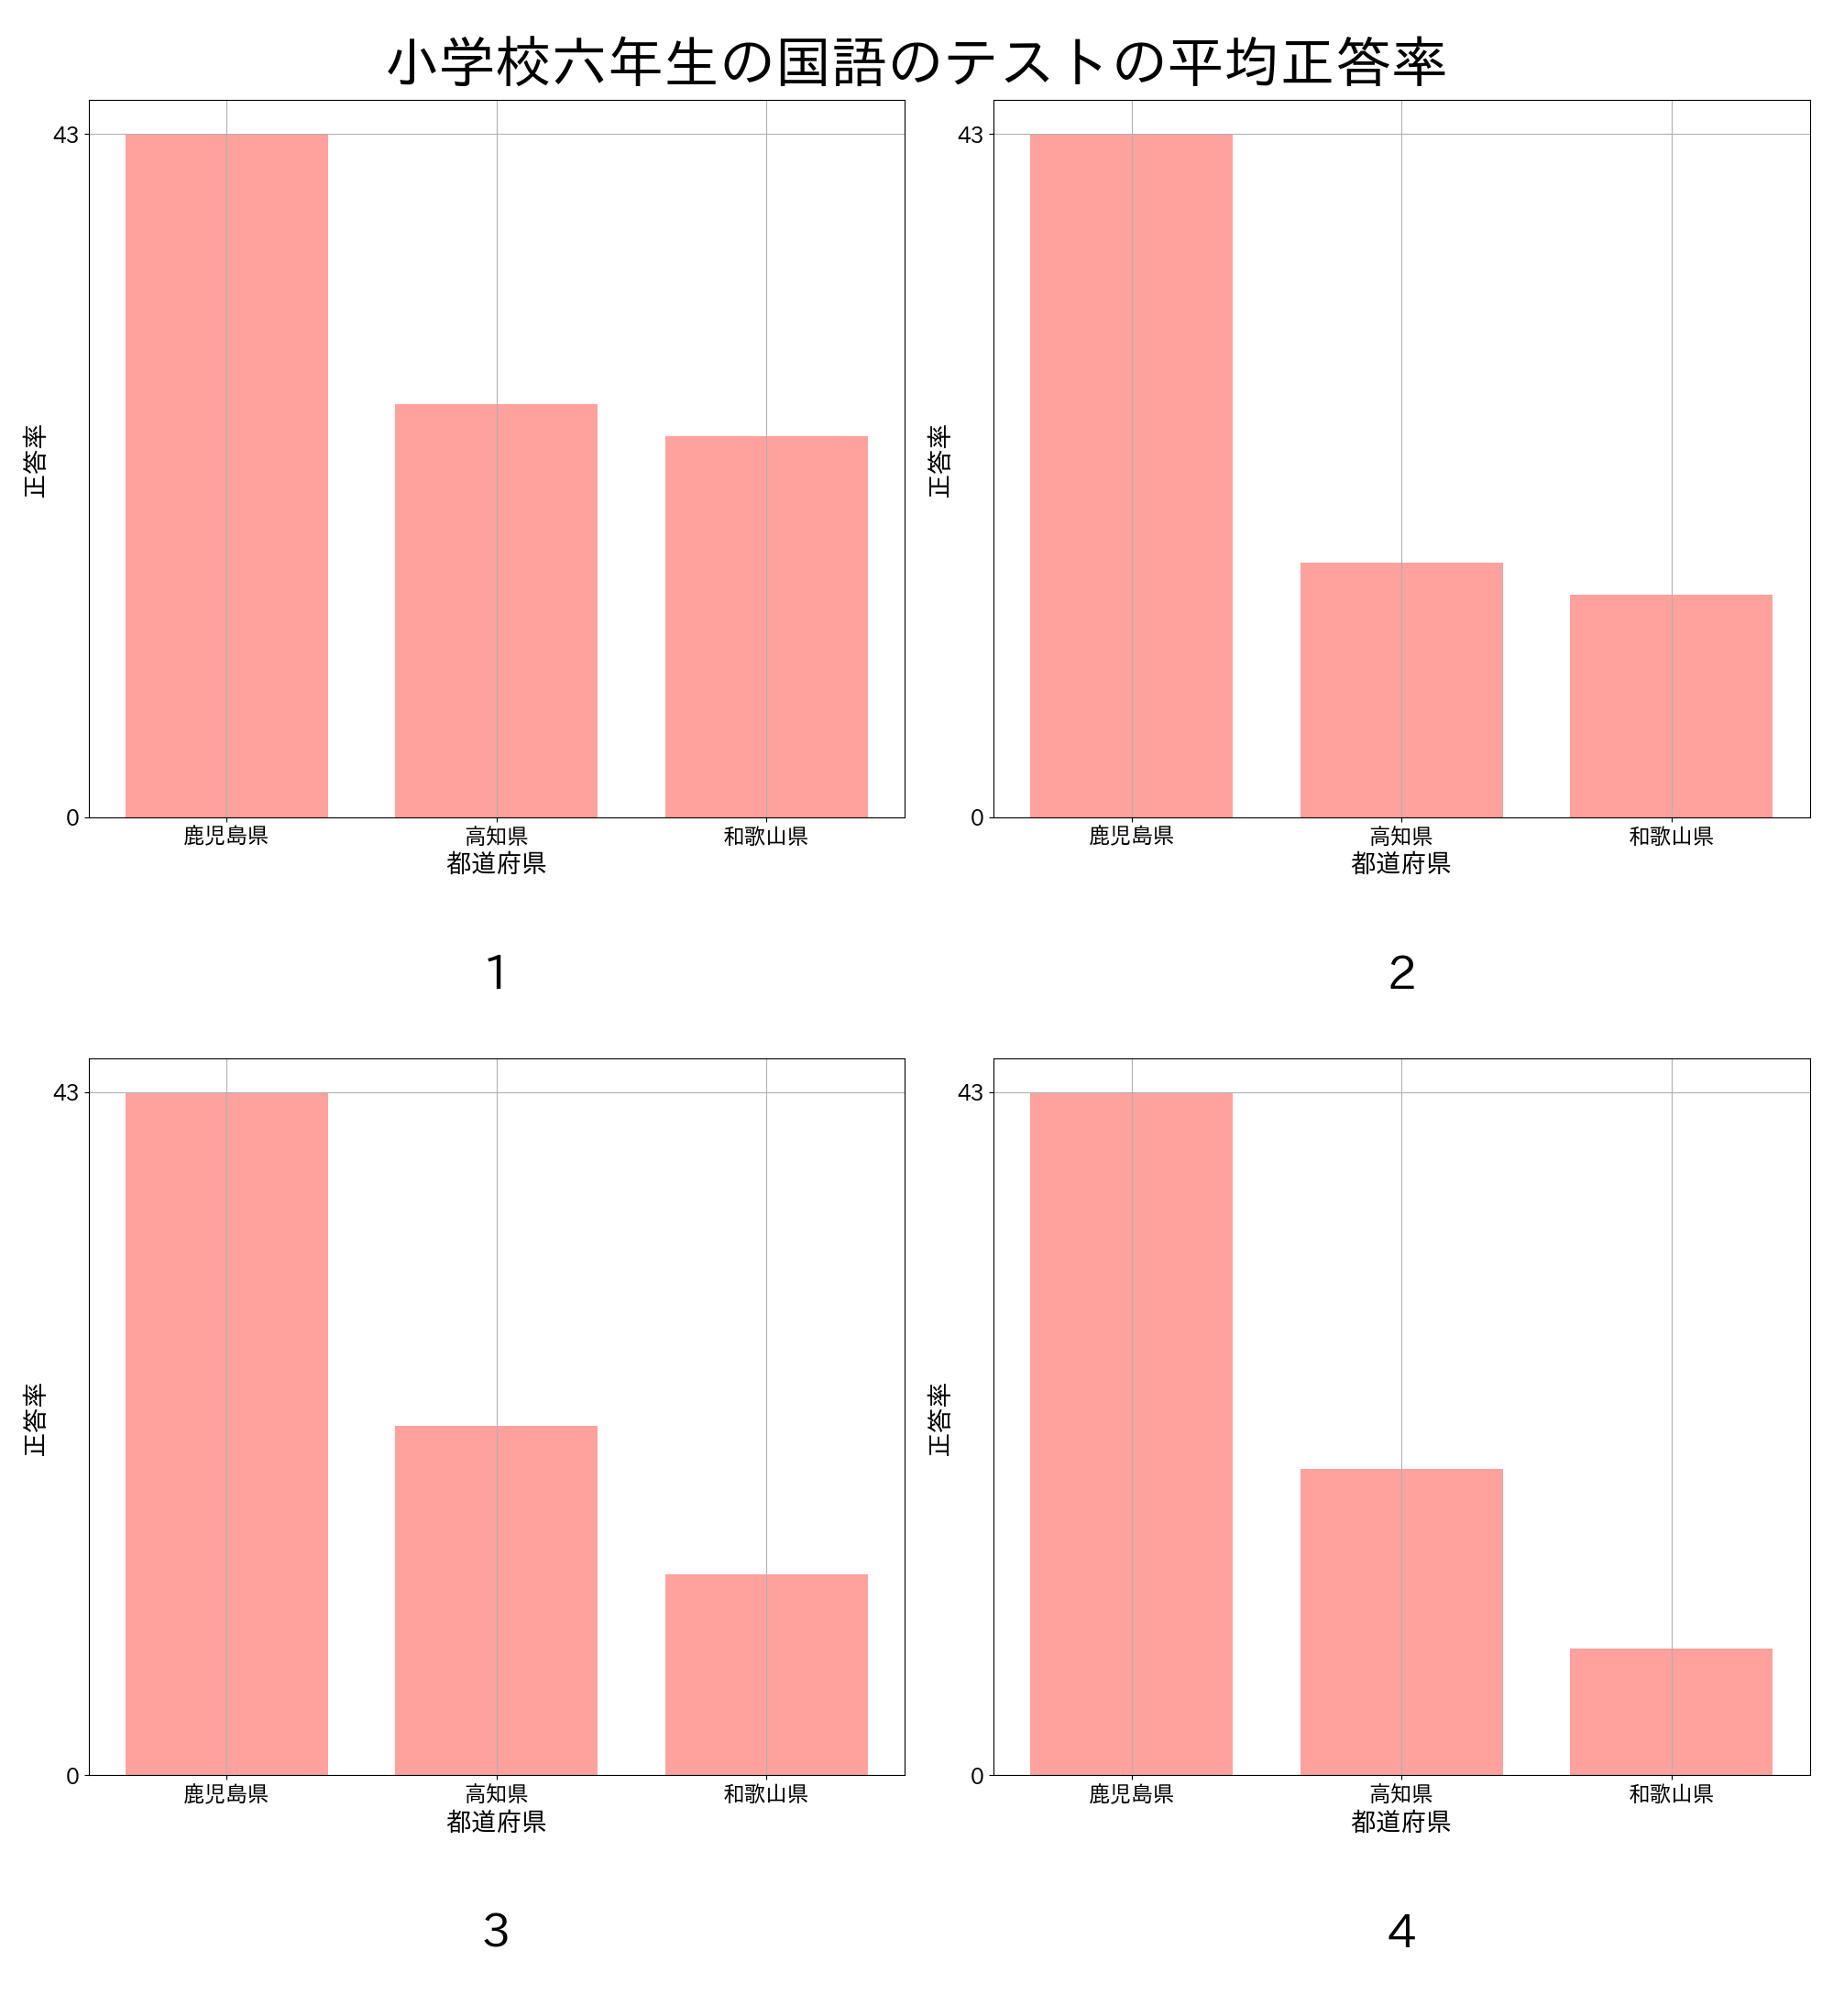 小学校六年生の国語のテストの平均正答率
43
正答率
0
鹿児島県 高知県 和歌山県
都道府県
1
43
正答率
0
鹿児島県 高知県 和歌山県
都道府県
2
43
正答率
0
鹿児島県 高知県 和歌山県
都道府県
3
43
正答率
0
鹿児島県 高知県 和歌山県
都道府県
4